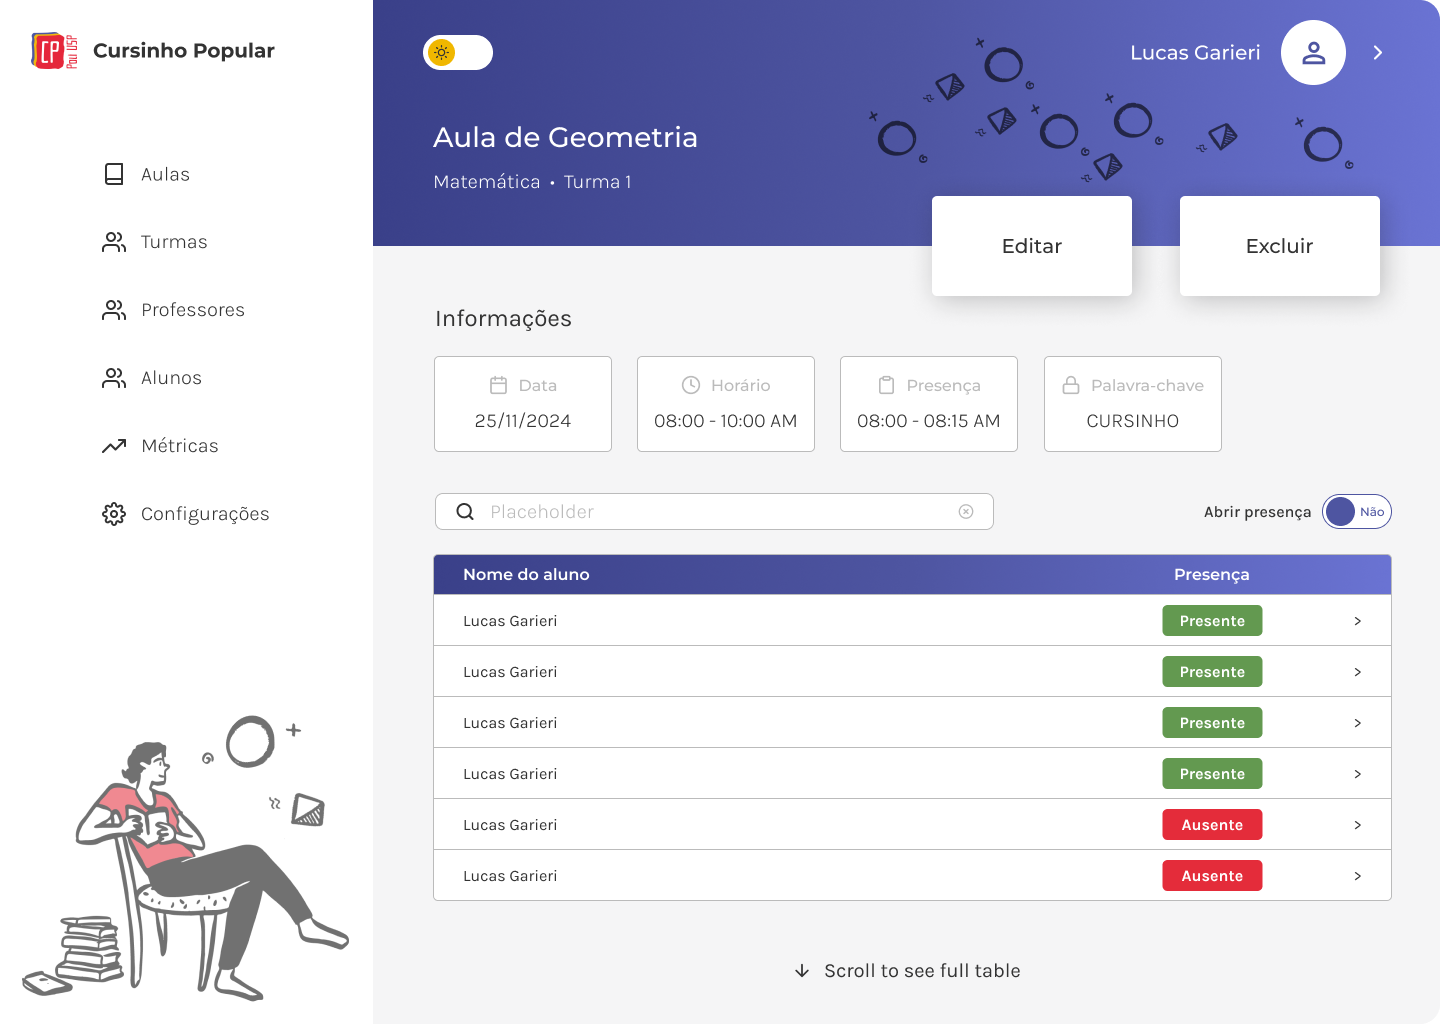 CP
Poli USP
Cursinho Popular
Aulas
Turmas
Professores
Alunos
Métricas
Configurações
Lucas Garieri
Aula de Geometria
Matemática • Turma 1
Editar
Excluir
Informações
Data
25/11/2024
Horário
08:00 - 10:00 AM
Presença
08:00 - 08:15 AM
Palavra-chave
CURSINHO
Placeholder
Abrir presença
Não
Nome do aluno Presença
Lucas Garieri Presente >
Lucas Garieri Presente >
Lucas Garieri Presente >
Lucas Garieri Presente >
Lucas Garieri Ausente >
Lucas Garieri Ausente >
Scroll to see full table